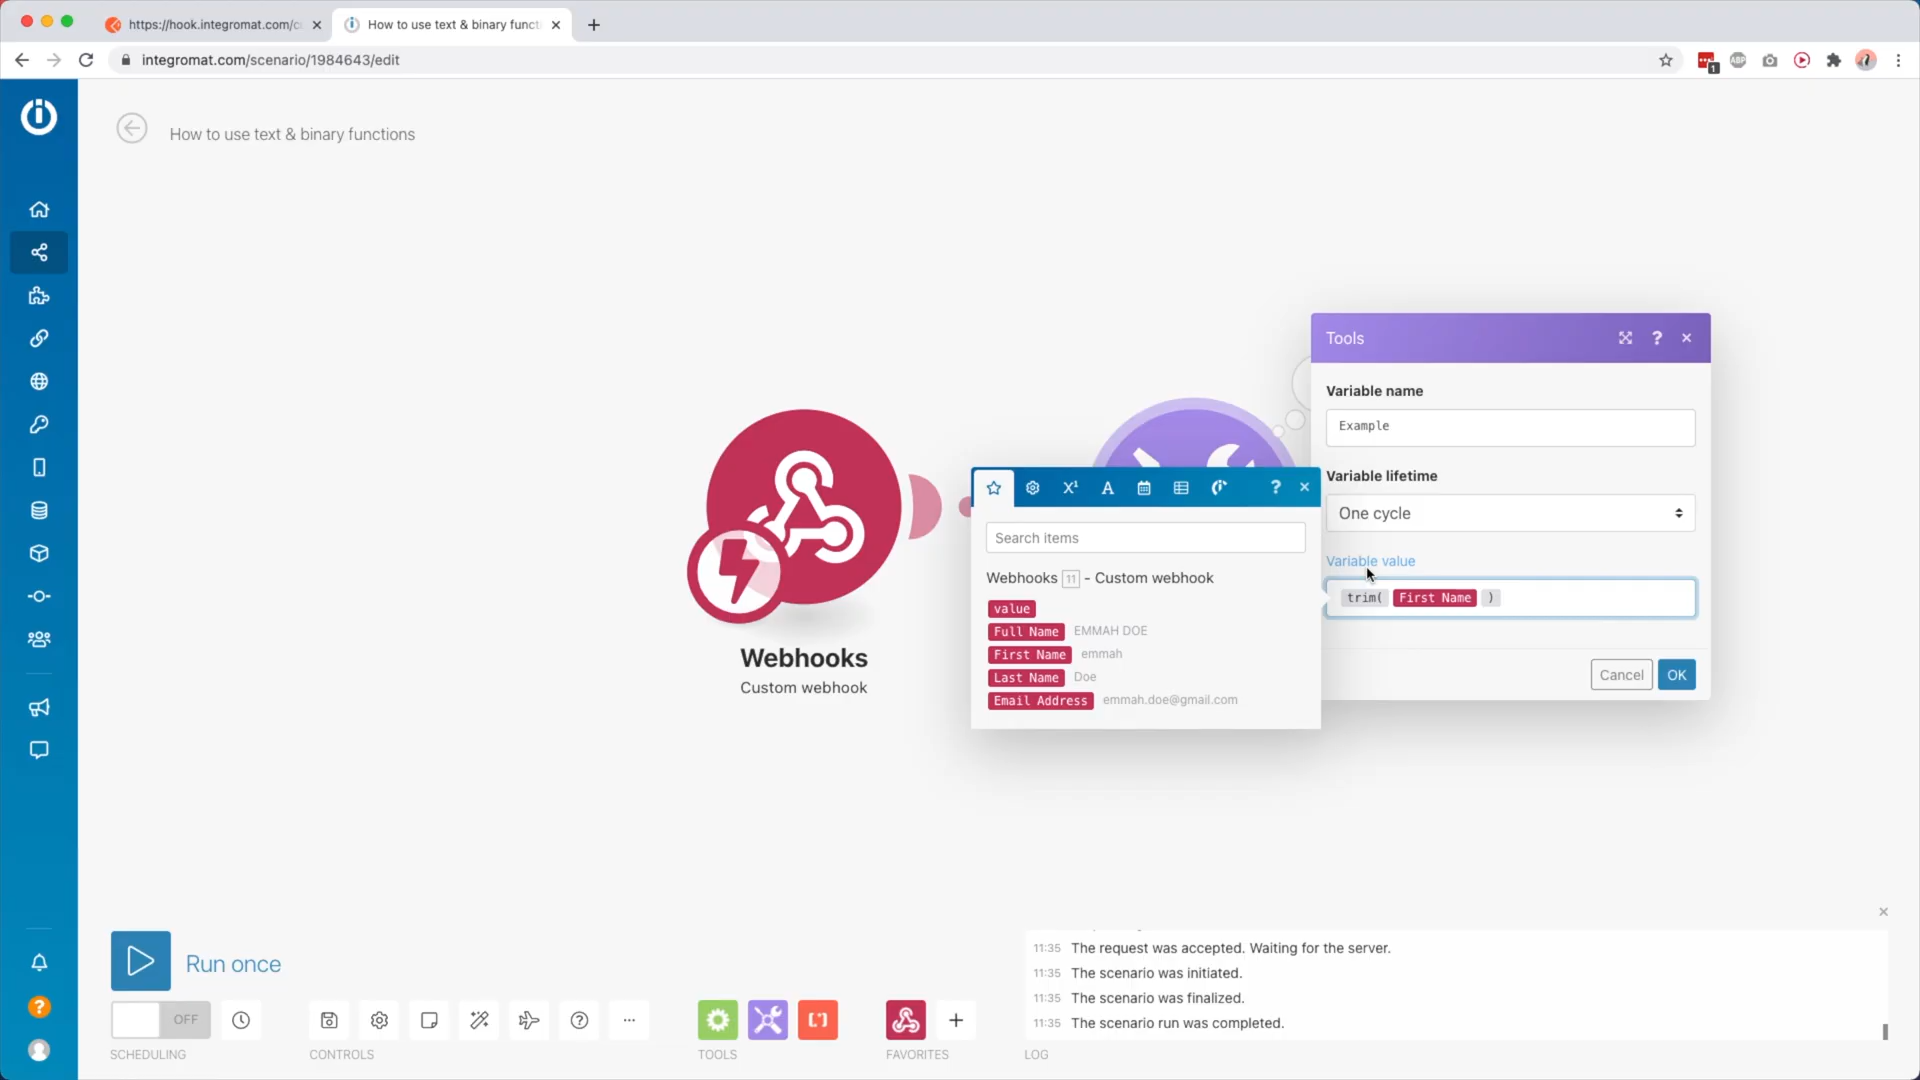 https://hook.integromat.com/c
How to use text & binary funct
integromat.com/scenario/1984643/edit
1
ABP
How to use text & binary functions
Tools
?
Variable name
Example
Variable lifetime
One cycle
Variable value
trim( First Name )
Cancel
OK
X¹
A
?
Search items
Webhooks 11 - Custom webhook
value
Full Name EMMAH DOE
First Name emmah
Last Name Doe
Email Address emmah.doe@gmail.com
Webhooks
Custom webhook
Run once
OFF
SCHEDULING
CONTROLS
TOOLS
FAVORITES
LOG
11:35 The request was accepted. Waiting for the server.
11:35 The scenario was initiated.
11:35 The scenario was finalized.
11:35 The scenario run was completed.